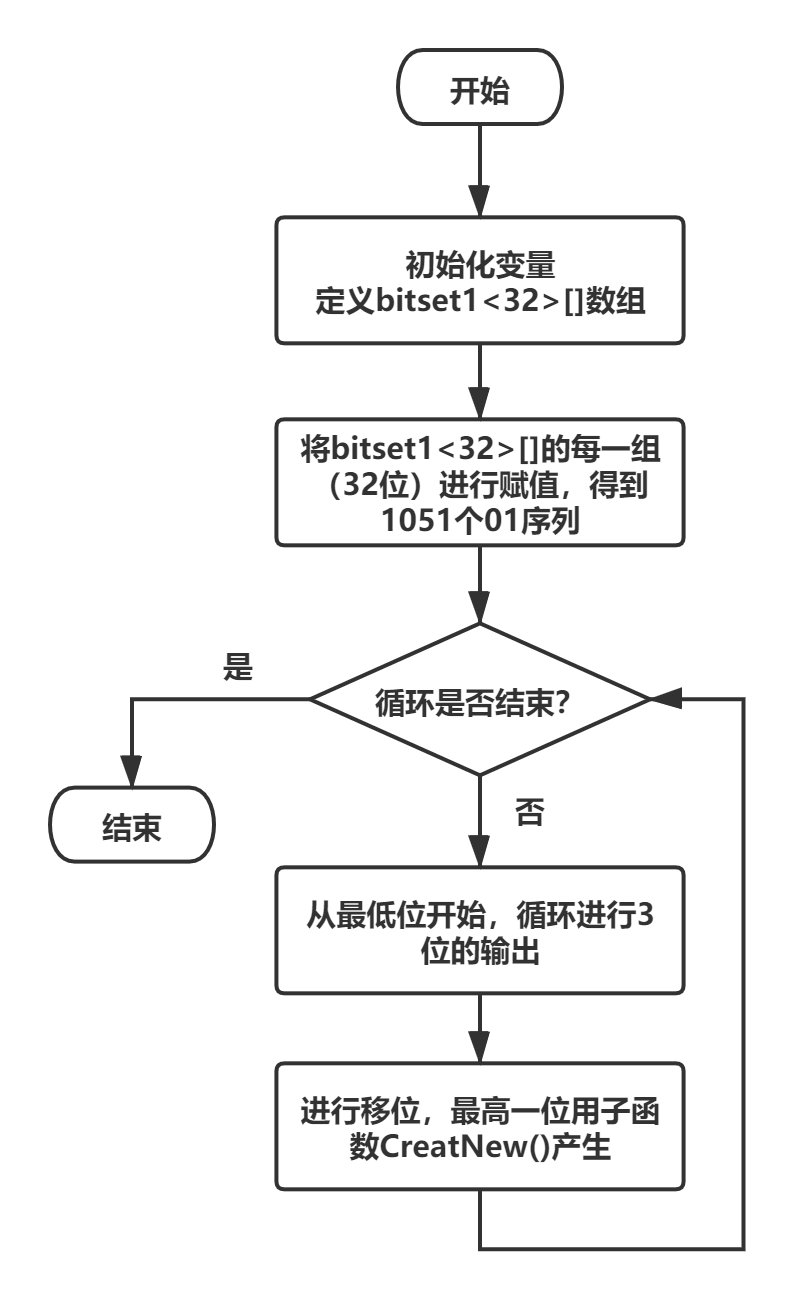 开始
初始化变量
定义bitset1<32>[]数组
将bitset1<32>[]的每一组
（32位）进行赋值，得到
1051个01序列
循环是否结束？
是
结束
否
从最低位开始，循环进行3
位的输出
进行移位，最高一位用子函
数CreatNew()产生